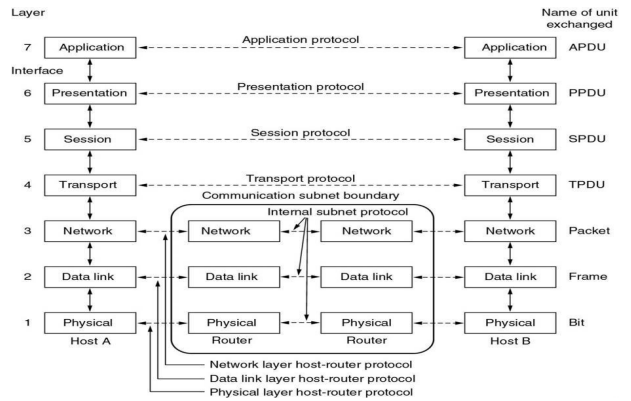 Layer
Name of unit
exchanged
7 Application Application protocol Application APDU
Interface
6 Presentation Presentation protocol Presentation PPDU
5 Session Session protocol Session SPDU
4 Transport Transport protocol Transport TPDU
Communication subnet boundary
Internal subnet protocol
3 Network Network Network Network Packet
2 Data link Data link Data link Data link Frame
1 Physical Physical Physical Physical Bit
Host A Router Router Host B
Network layer host-router protocol
Data link layer host-router protocol
Physical layer host-router protocol